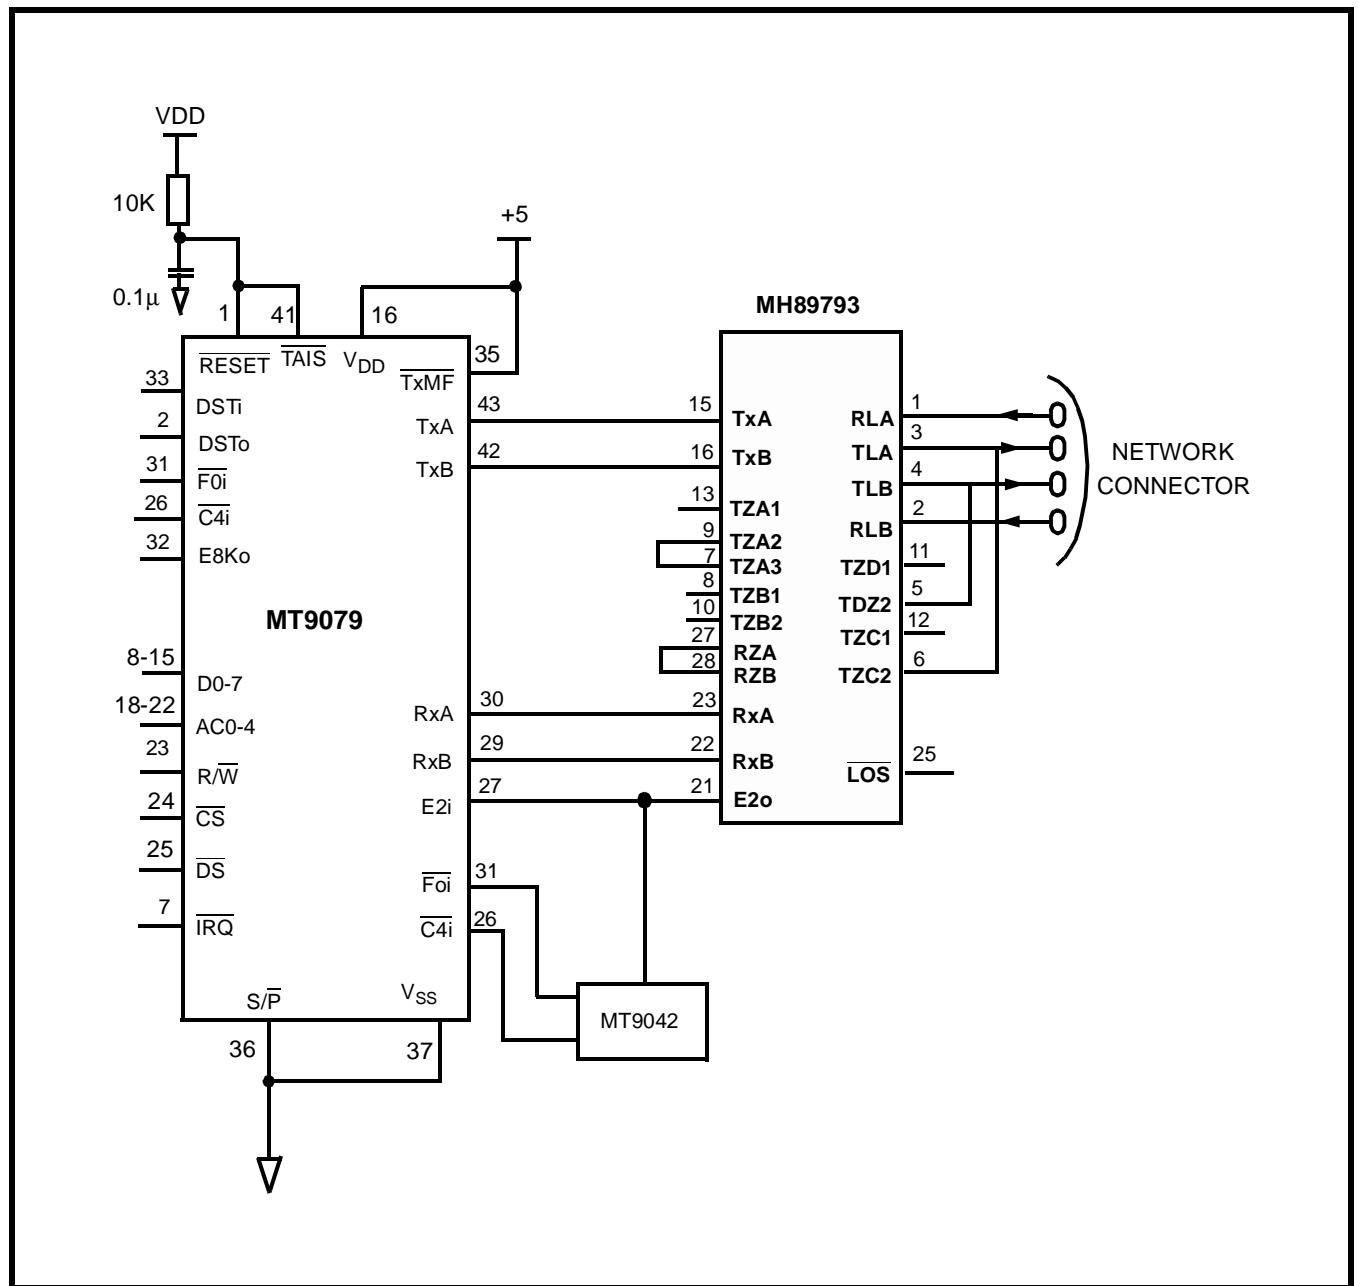 VDD
10K
0.1µ
+5
1
41
16
35
RESET
TAIS
VDD
TxMF
33
DSTi
2
DSTo
31
F0i
26
C4i
32
E8Ko
MT9079
8-15
D0-7
18-22
AC0-4
23
R/W
24
CS
25
DS
7
IRQ
43
TxA
42
TxB
30
RxA
29
RxB
27
E2i
31
Foi
26
C4i
S/P
VSS
36
37
MT9042
MH89793
15
TxA
16
TxB
13
TZA1
9
TZA2
7
TZA3
8
TZB1
10
TZB2
27
RZA
28
RZB
23
RxA
22
RxB
21
E2o
1
RLA
3
TLA
4
TLB
2
RLB
11
TZD1
5
TDZ2
12
TZC1
6
TZC2
25
LOS
NETWORK
CONNECTOR